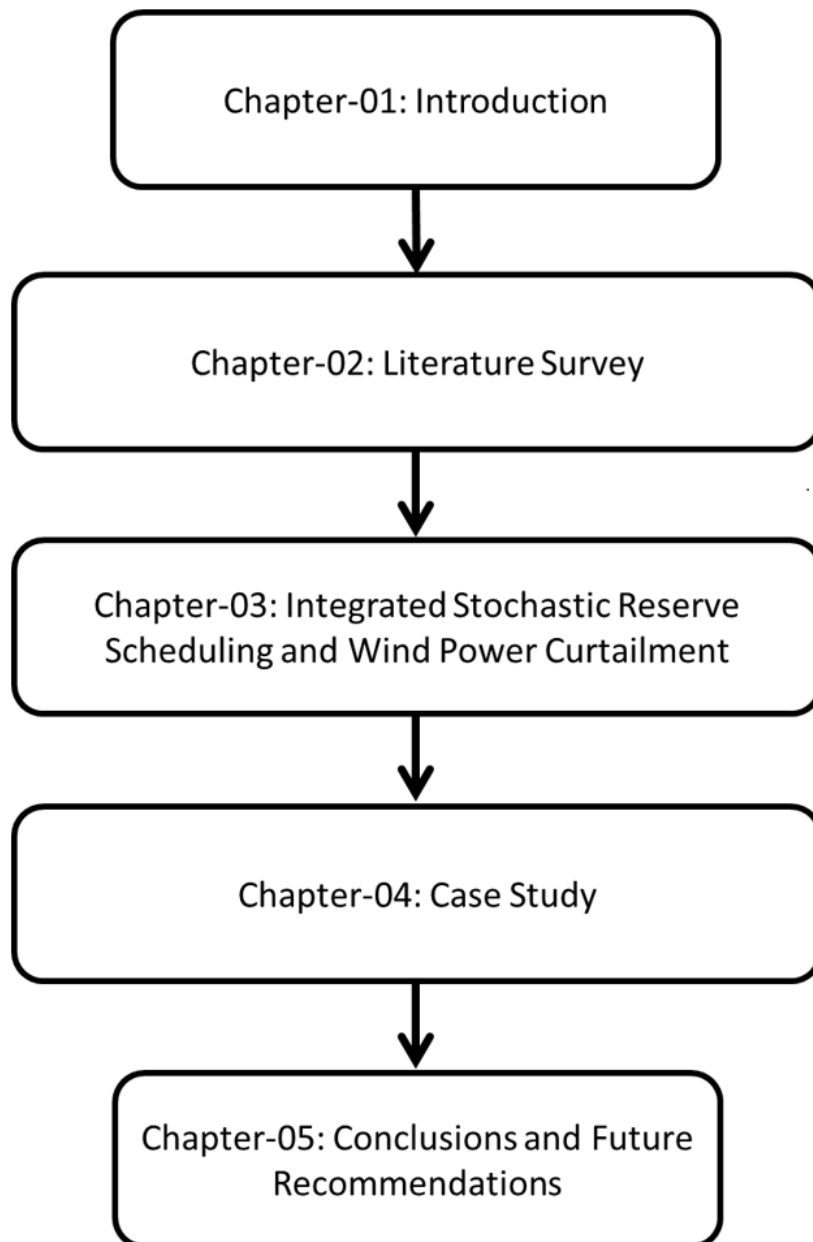 Chapter-01: Introduction
Chapter-02: Literature Survey
Chapter-03: Integrated Stochastic Reserve
Scheduling and Wind Power Curtailment
Chapter-04: Case Study
Chapter-05: Conclusions and Future
Recommendations